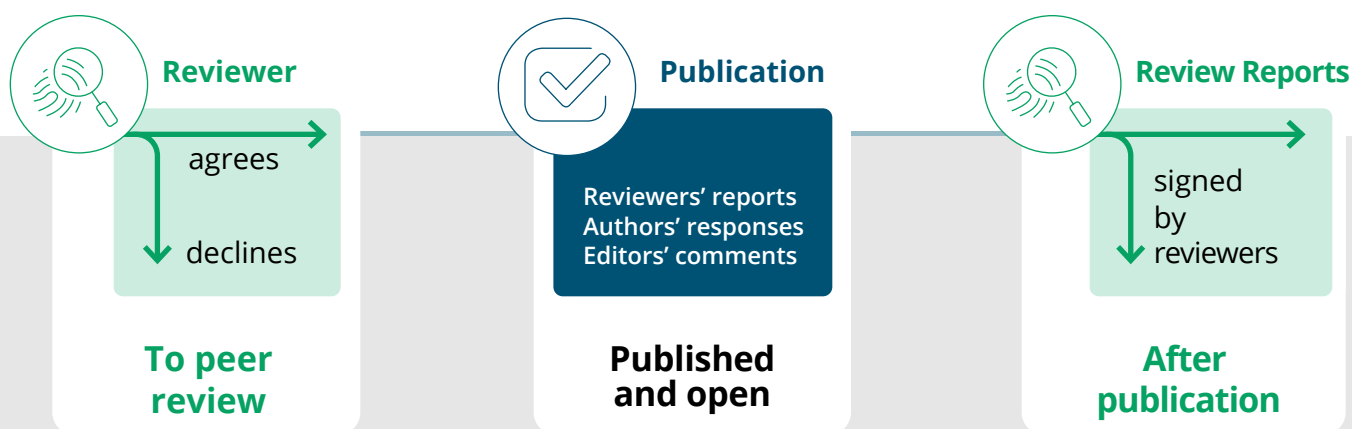 Reviewer
agrees
declines
To peer
review
Publication
Reviewers’ reports
Authors’ responses
Editors’ comments
Published
and open
Review Reports
signed
by
reviewers
After
publication